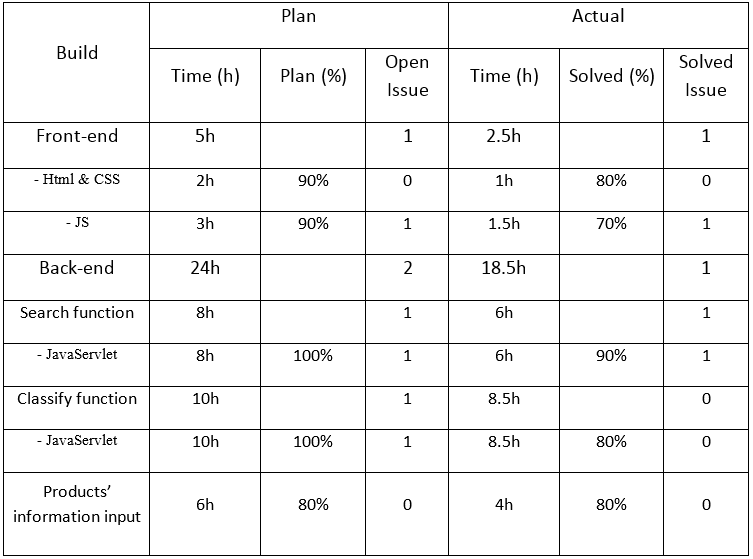 Build Plan Actual
Time (h) Plan (%) Open Issue Time (h) Solved (%) Solved Issue
Front-end 5h 1 2.5h 1
- Html & CSS 2h 90% 0 1h 80% 0
- JS 3h 90% 1 1.5h 70% 1
Back-end 24h 2 18.5h 1
Search function 8h 1 6h 1
- JavaServlet 8h 100% 1 6h 90% 1
Classify function 10h 1 8.5h 0
- JavaServlet 10h 100% 1 8.5h 80% 0
Products’ information input 6h 80% 0 4h 80% 0